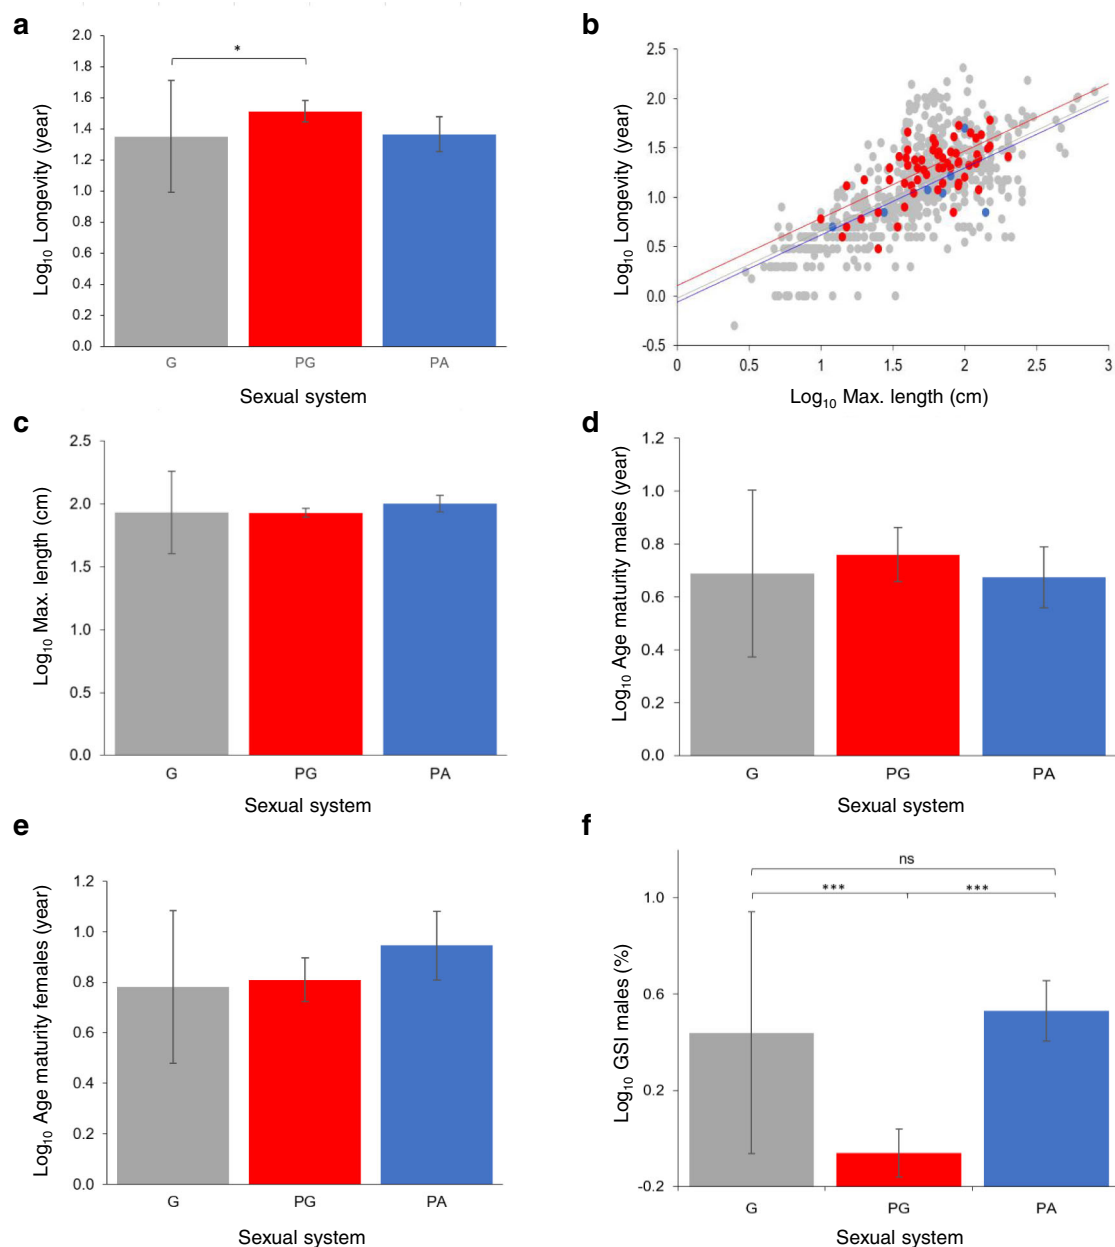 a
Log10 Longevity (year)
2.0
1.8
1.6
1.4
1.2
1.0
0.8
0.6
0.4
0.2
0.0
*
G PG PA
Sexual system
b
Log10 Longevity (year)
2.5
2.0
1.5
1.0
0.5
0.0
-0.5
0 0.5 1 1.5 2 2.5 3
Log10 Max. length (cm)
c
Log10 Max. length (cm)
2.5
2.0
1.5
1.0
0.5
0.0
G PG PA
Sexual system
d
Log10 Age maturity males (year)
1.2
1.0
0.8
0.6
0.4
0.2
0.0
G PG PA
Sexual system
e
Log10 Age maturity females (year)
1.2
1.0
0.8
0.6
0.4
0.2
0.0
G PG PA
Sexual system
f
Log10 GSI males (%)
1.0
0.6
0.2
-0.2
ns
*** ***
G PG PA
Sexual system